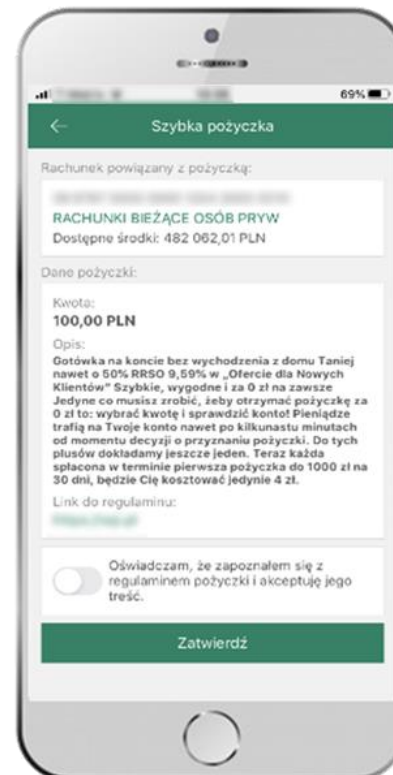 69%
Szybka pożyczka
Rachunek powiązany z pożyczką:
RACHUNKI BIEŻĄCE OSÓB PRYW
Dostępne środki: 482 062,01 PLN
Dane pożyczki:
Kwota:
100,00 PLN
Opis:
Gotówka na koncie bez wychodzenia z domu Taniej
nawet o 50% RRSO 9,59% w „Ofercie dla Nowych
Klientów” Szybkie, wygodne i za 0 zł na zawsze
Jedyne co musisz zrobić, żeby otrzymać pożyczkę za
0 zł to: wybrać kwotę i sprawdzić konto! Pieniądze
trafią na Twoje konto nawet po kilkunastu minutach
od momentu decyzji o przyznaniu pożyczki. Do tych
plusów dokładamy jeszcze jeden. Teraz każda
spłacona w terminie pierwsza pożyczka do 1000 zł na
30 dni, będzie Cię kosztować jedynie 4 zł.
Link do regulaminu:
Oświadczam, że zapoznałem się z
regulaminem pożyczki i akceptuję jego
treść.
Zatwierdź